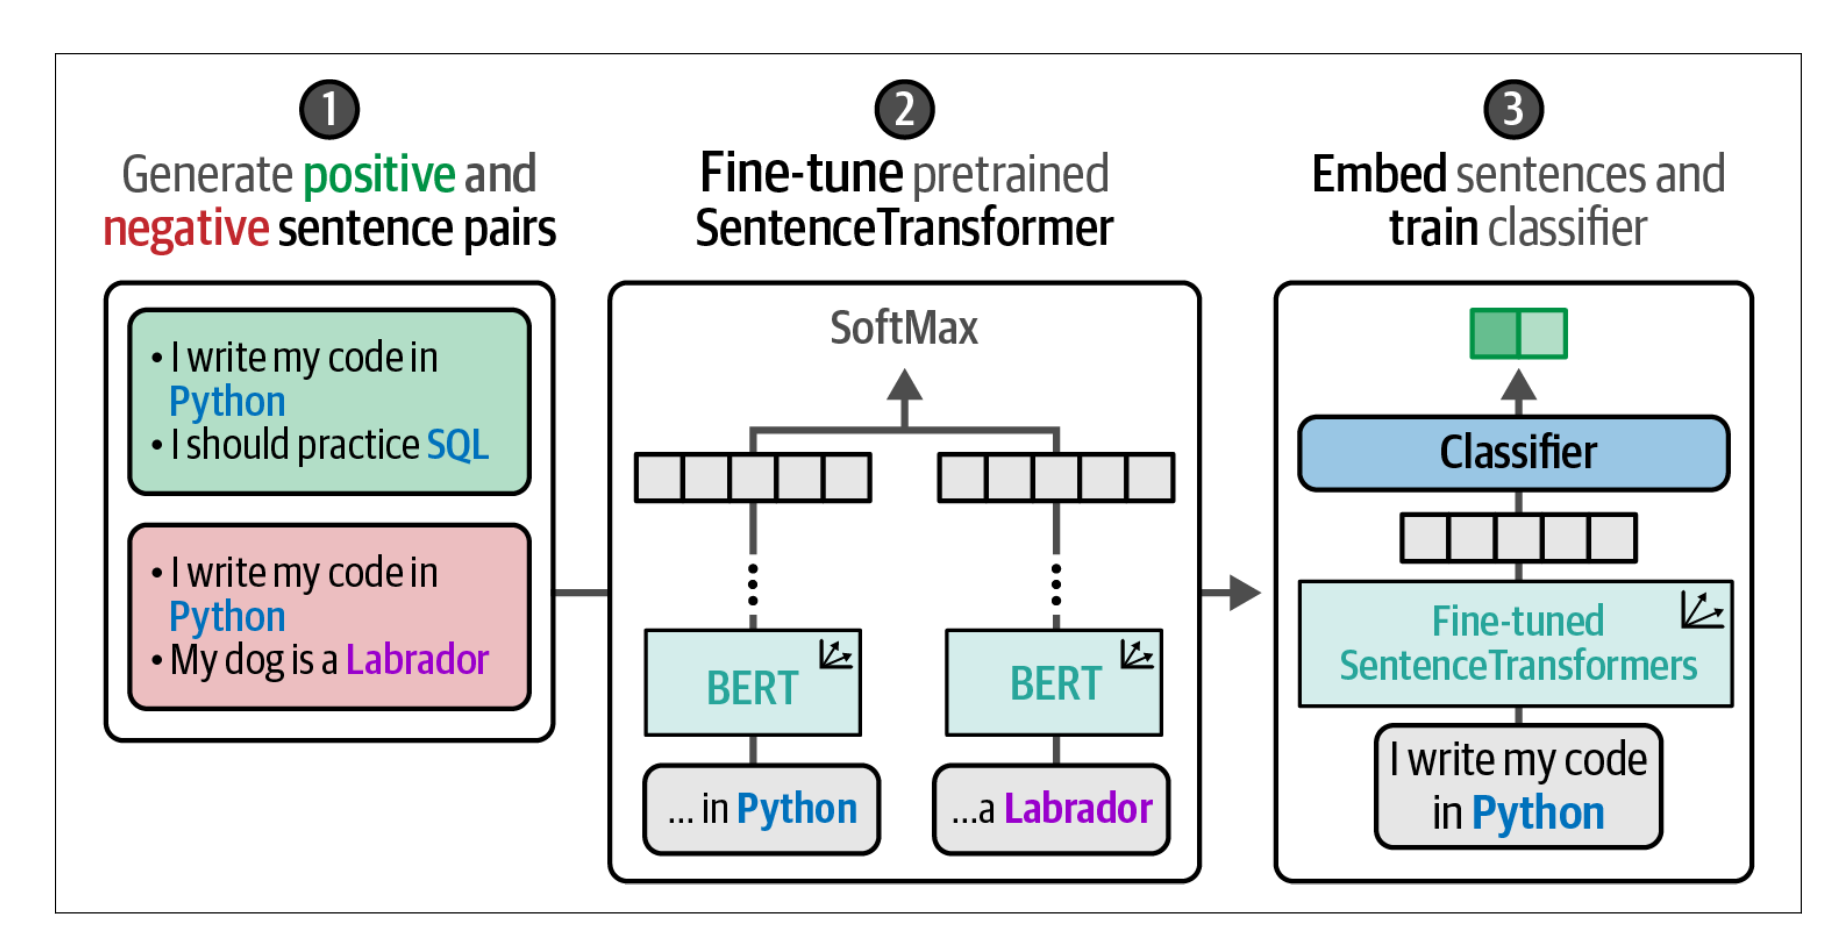 1
Generate positive and
negative sentence pairs
• I write my code in
Python
• I should practice SQL
• I write my code in
Python
• My dog is a Labrador
2
Fine-tune pretrained
SentenceTransformer
SoftMax
BERT
BERT
... in Python
...a Labrador
3
Embed sentences and
train classifier
Classifier
Fine-tuned
SentenceTransformers
I write my code
in Python